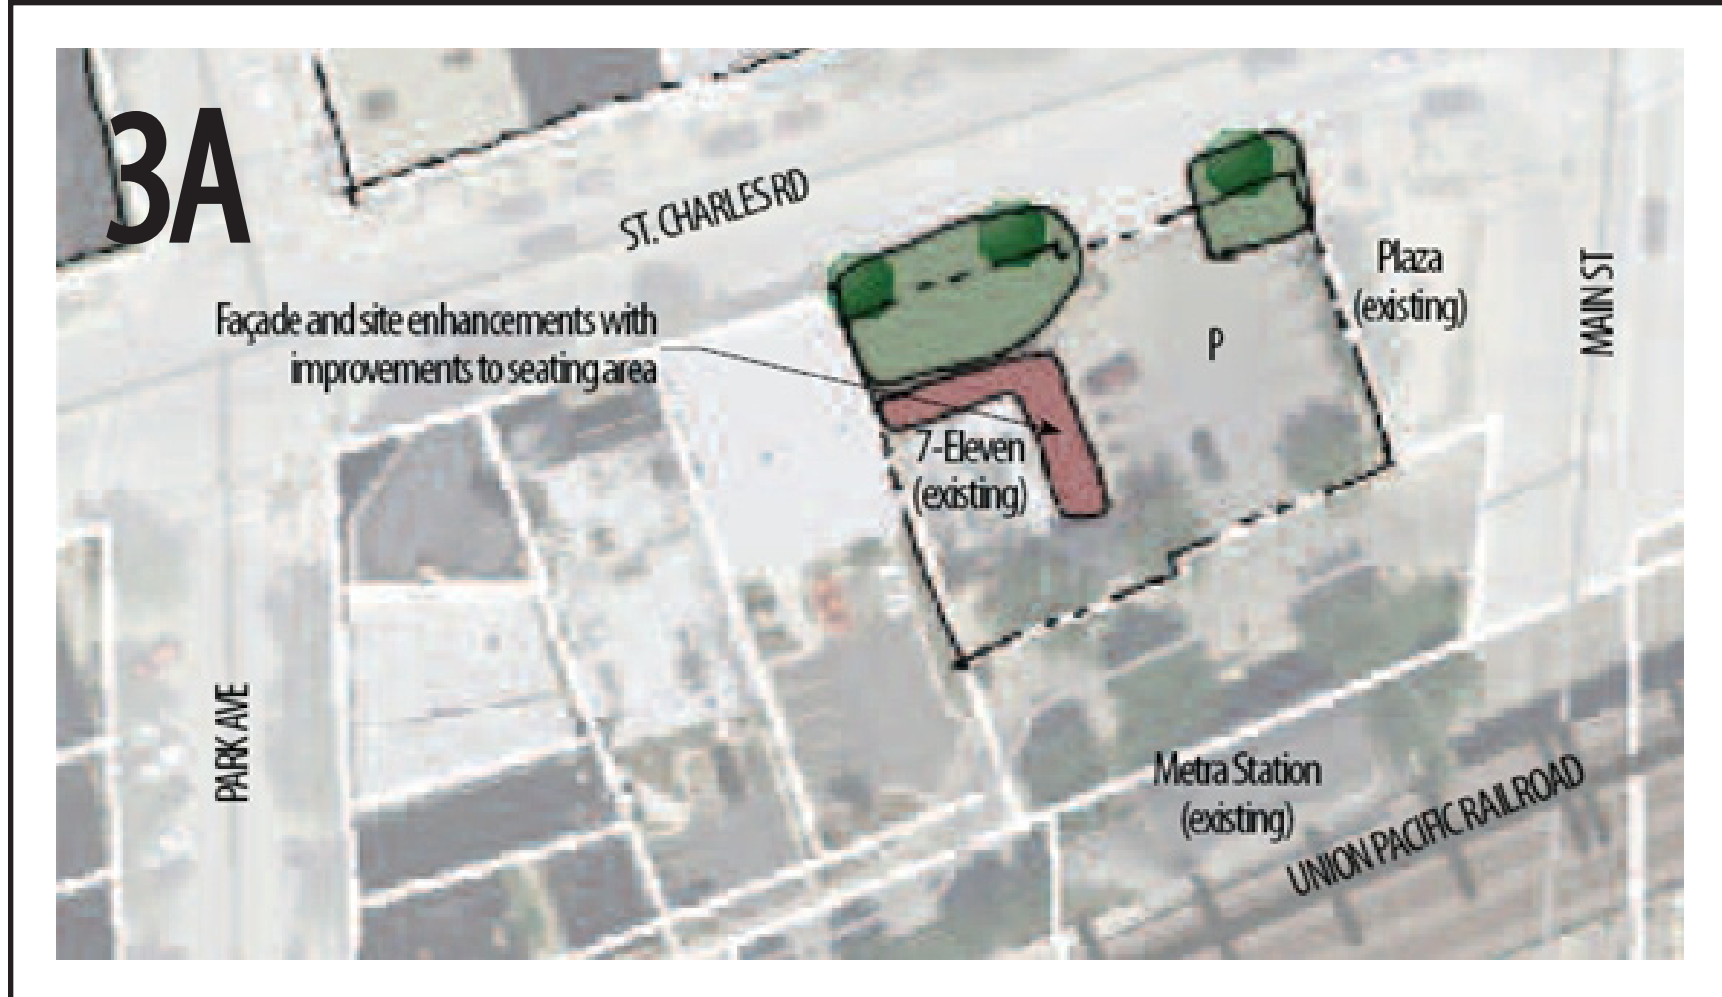 3A
ST. CHARLES RD
Plaza
(existing)
MAIN ST
Façade and site enhancements with
improvements to seating area
P
7-Eleven
(existing)
PARK AVE
Metra Station
(existing)
UNION PACIFIC RAILROAD